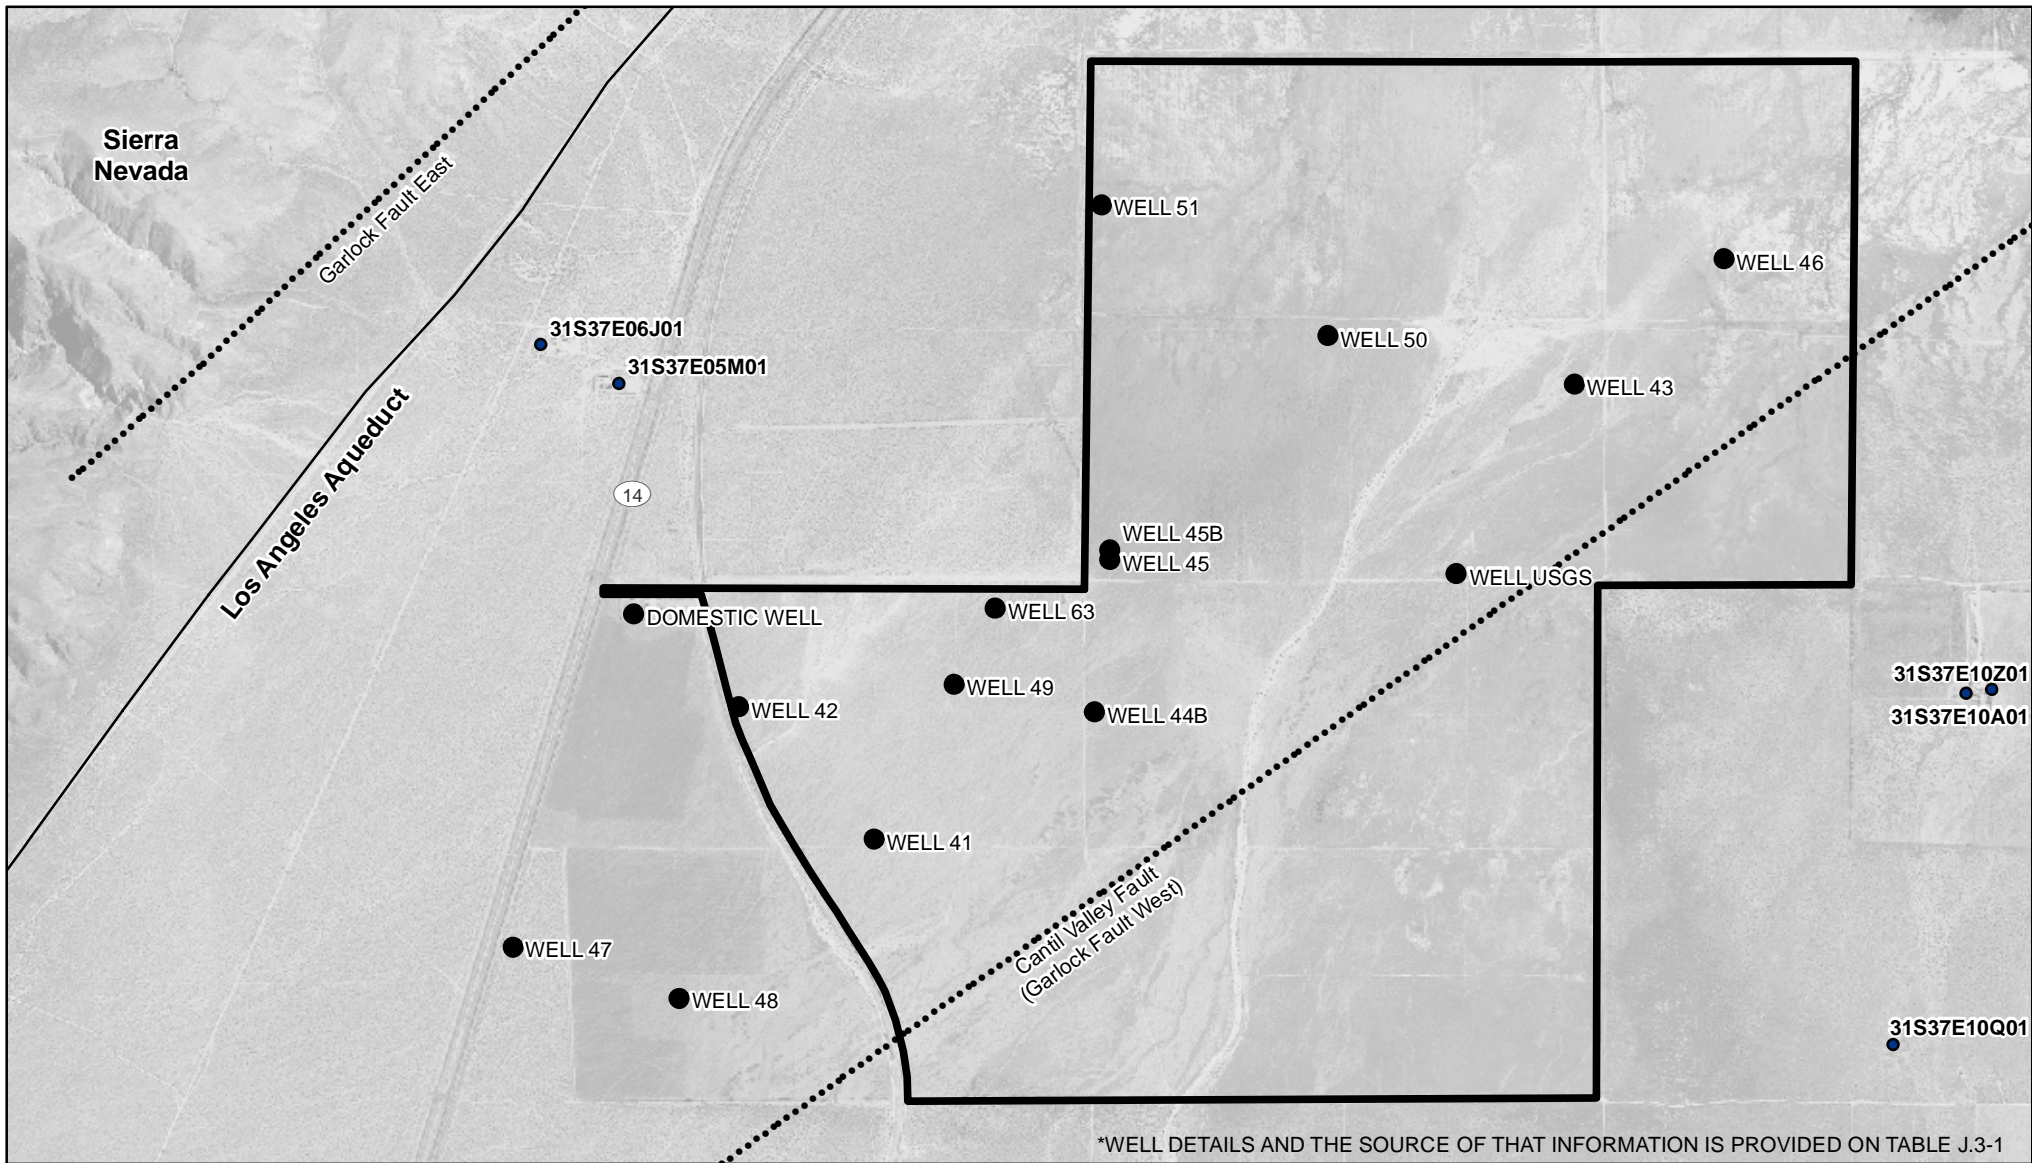 Sierra
Nevada
Garlock Fault East
WELL 51
WELL 46
31S37E06J01
WELL 50
31S37E05M01
WELL 43
Los Angeles Aqueduct
14
WELL 45B
WELL 45
WELL USGS
DOMESTIC WELL
WELL 63
31S37E10Z01
WELL 49
WELL 42
WELL 44B
31S37E10A01
WELL 41
Cantil Valley Fault
(Garlock Fault West)
WELL 47
WELL 48
31S37E10Q01
*WELL DETAILS AND THE SOURCE OF THAT INFORMATION IS PROVIDED ON TABLE J.3-1